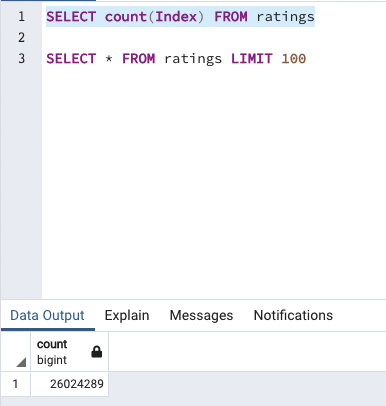 1 SELECT count(Index) FROM ratings
2
3 SELECT * FROM ratings LIMIT 100
Data Output Explain Messages Notifications
count
bigint
1 26024289